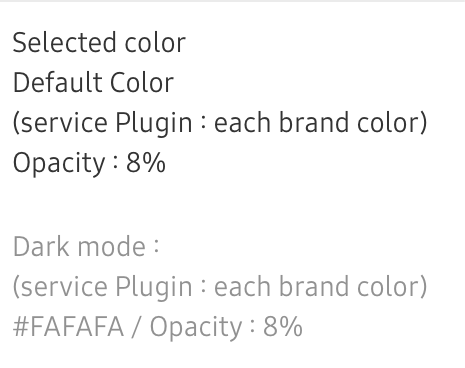 Selected color
Default Color
(service Plugin : each brand color)
Opacity : 8%
Dark mode :
(service Plugin : each brand color)
#FAFAFA / Opacity : 8%